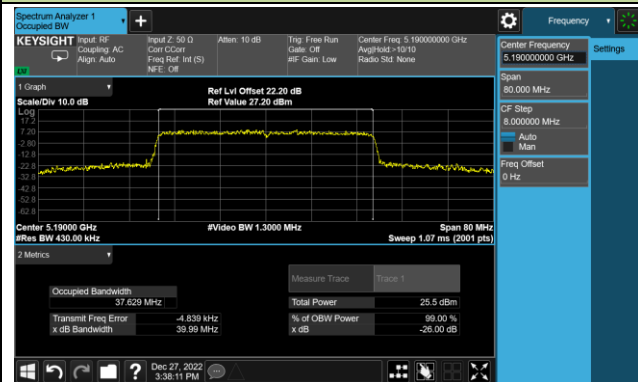 Spectrum Analyzer 1
Occupied BW
Frequency
KEYSIGHT
Input: RF
Coupling: AC
Align: Auto
Input Z: 50 Ω
Corr CCorr
Freq Ref: Int (S)
NFE: Off
Atten: 10 dB
Trig: Free Run
Gate: Off
#IF Gain: Low
Center Freq: 5.190000000 GHz
Avg|Hold:>10/10
Radio Std: None
LXI
Center Frequency
5.190000000 GHz
Settings
Span
80.000 MHz
CF Step
8.000000 MHz
Auto
Man
Freq Offset
0 Hz
1 Graph
Scale/Div 10.0 dB
Ref Lvl Offset 22.20 dB
Ref Value 27.20 dBm
Log
17.2
7.20
-2.80
-12.8
-22.8
-32.8
-42.8
-52.8
-62.8
Center 5.19000 GHz
#Video BW 1.3000 MHz
Span 80 MHz
#Res BW 430.00 kHz
Sweep 1.07 ms (2001 pts)
2 Metrics
Measure Trace
Trace 1
Occupied Bandwidth
37.629 MHz
Total Power
25.5 dBm
Transmit Freq Error
-4.839 kHz
% of OBW Power
99.00 %
x dB Bandwidth
39.99 MHz
x dB
-26.00 dB
?
Dec 27, 2022
3:38:11 PM